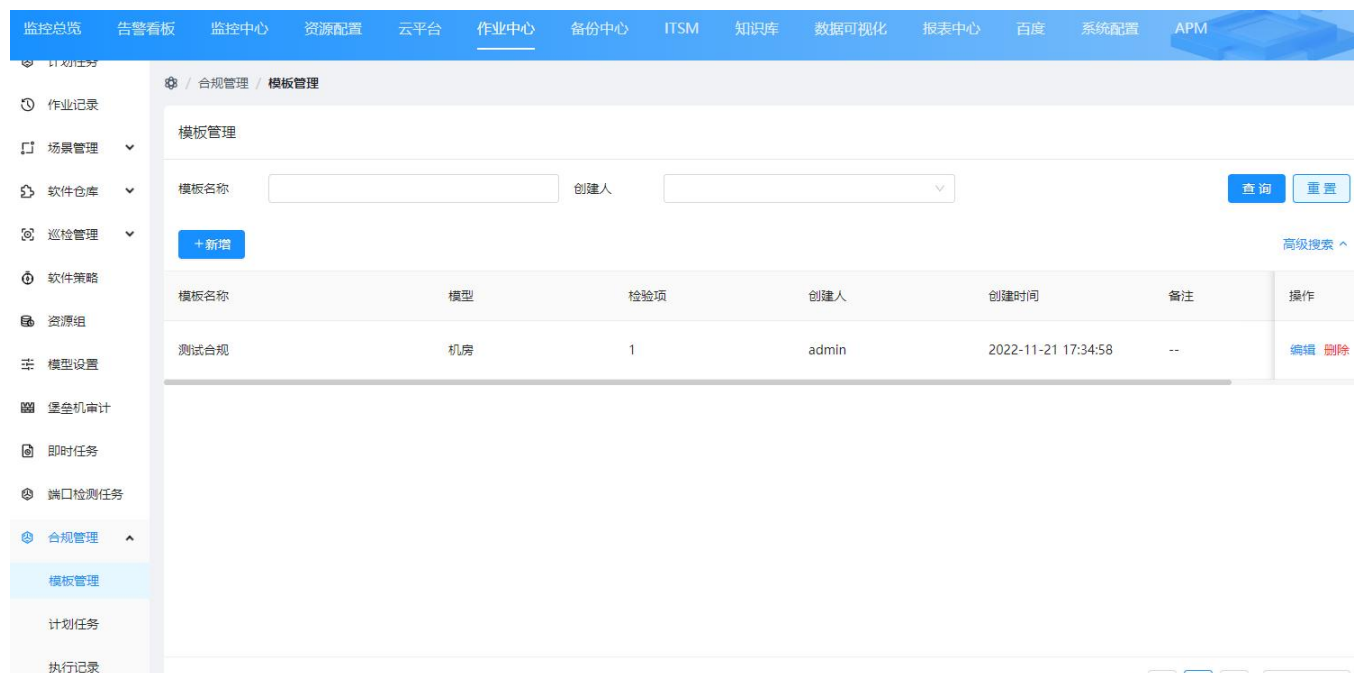 监控总览 告警看板 监控中心 资源配置 云平台 作业中心 备份中心 ITSM 知识库 数据可视化 报表中心 百度 系统配置 APM
计划任务
作业记录
场景管理
软件仓库
巡检管理
软件策略
资源组
模型设置
堡垒机审计
即时任务
端口检测任务
合规管理
模板管理
计划任务
执行记录
/ 合规管理 / 模板管理
模板管理
模板名称 创建人 查询 重置
+新增 高级搜索
模板名称 模型 检验项 创建人 创建时间 备注 操作
测试合规 机房 1 admin 2022-11-21 17:34:58 -- 编辑 删除